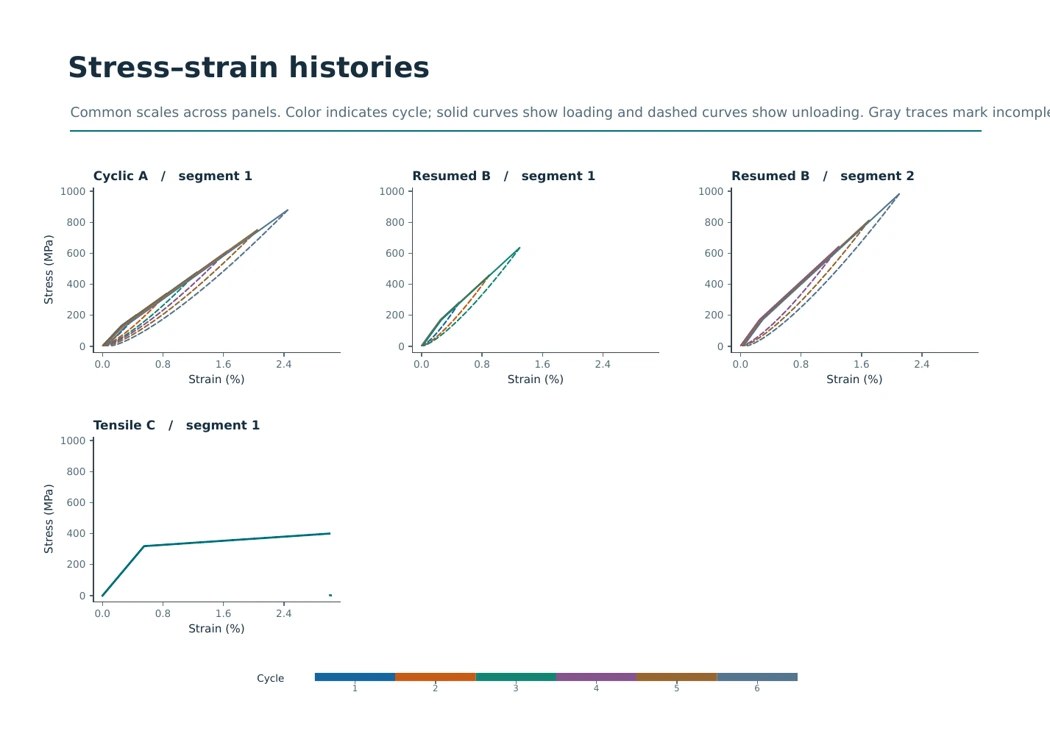 Stress–strain histories
Common scales across panels. Color indicates cycle; solid curves show loading and dashed curves show unloading. Gray traces mark
Cyclic A / segment 1
Resumed B / segment 1
Resumed B / segment 2
1000
800
600
400
200
0
Stress (MPa)
0.0 0.8 1.6 2.4
Strain (%)
1000
800
600
400
200
0
0.0 0.8 1.6 2.4
Strain (%)
1000
800
600
400
200
0
0.0 0.8 1.6 2.4
Strain (%)
Tensile C / segment 1
1000
800
600
400
200
0
Stress (MPa)
0.0 0.8 1.6 2.4
Strain (%)
Cycle
1 2 3 4 5 6